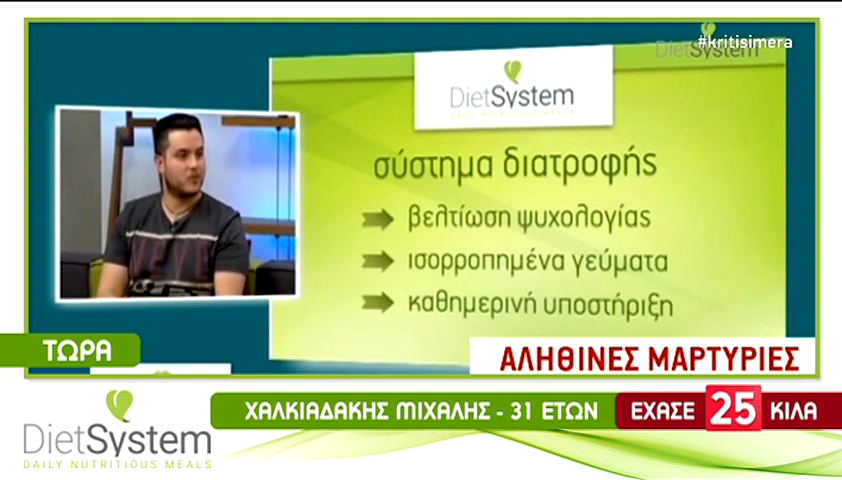 #kritisimera
DietSystem
DietSystem
DAILY NUTRITIOUS MEALS
σύστημα διατροφής
βελτίωση ψυχολογίας
ισορροπημένα γεύματα
καθημερινή υποστήριξη
ΤΩΡΑ
ΑΛΗΘΙΝΕΣ ΜΑΡΤΥΡΙΕΣ
ΧΑΛΚΙΑΔΑΚΗΣ ΜΙΧΑΛΗΣ - 31 ΕΤΩΝ
ΕΧΑΣΕ 25 ΚΙΛΑ
DietSystem
DAILY NUTRITIOUS MEALS